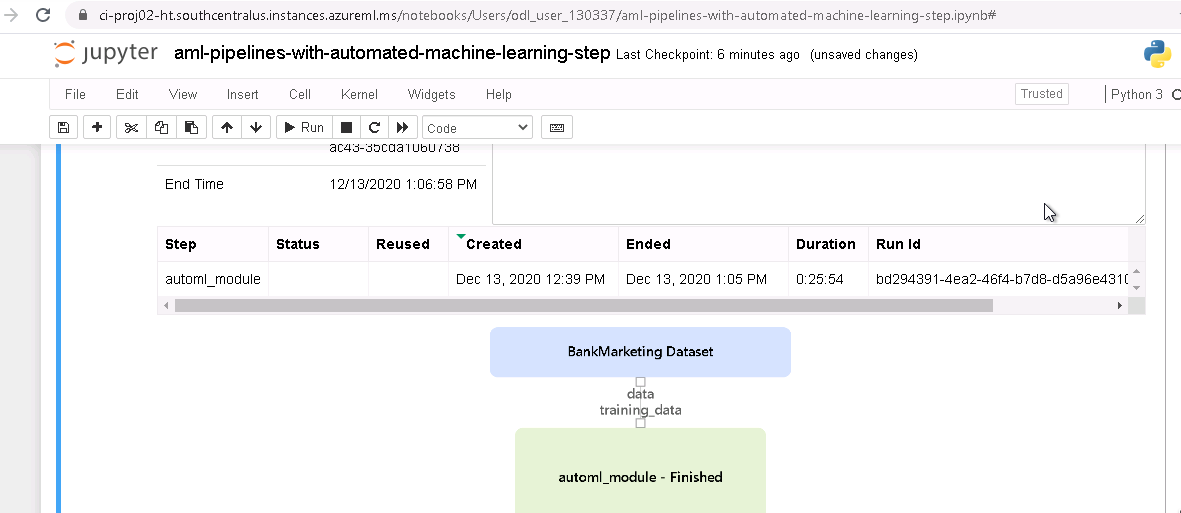 ci-proj02-ht.southcentralus.instances.azureml.ms/notebooks/Users/odl_user_130337/aml-pipelines-with-automated-machine-learning-step.ipynb#
jupyter aml-pipelines-with-automated-machine-learning-step Last Checkpoint: 6 minutes ago (unsaved changes)
File Edit View Insert Cell Kernel Widgets Help Trusted Python 3
Run Code
ac43-35cda1060738
End Time 12/13/2020 1:06:58 PM
Step Status Reused Created Ended Duration Run Id
automl_module Dec 13, 2020 12:39 PM Dec 13, 2020 1:05 PM 0:25:54 bd294391-4ea2-46f4-b7d8-d5a96e4310
BankMarketing Dataset
data
training_data
automl_module - Finished